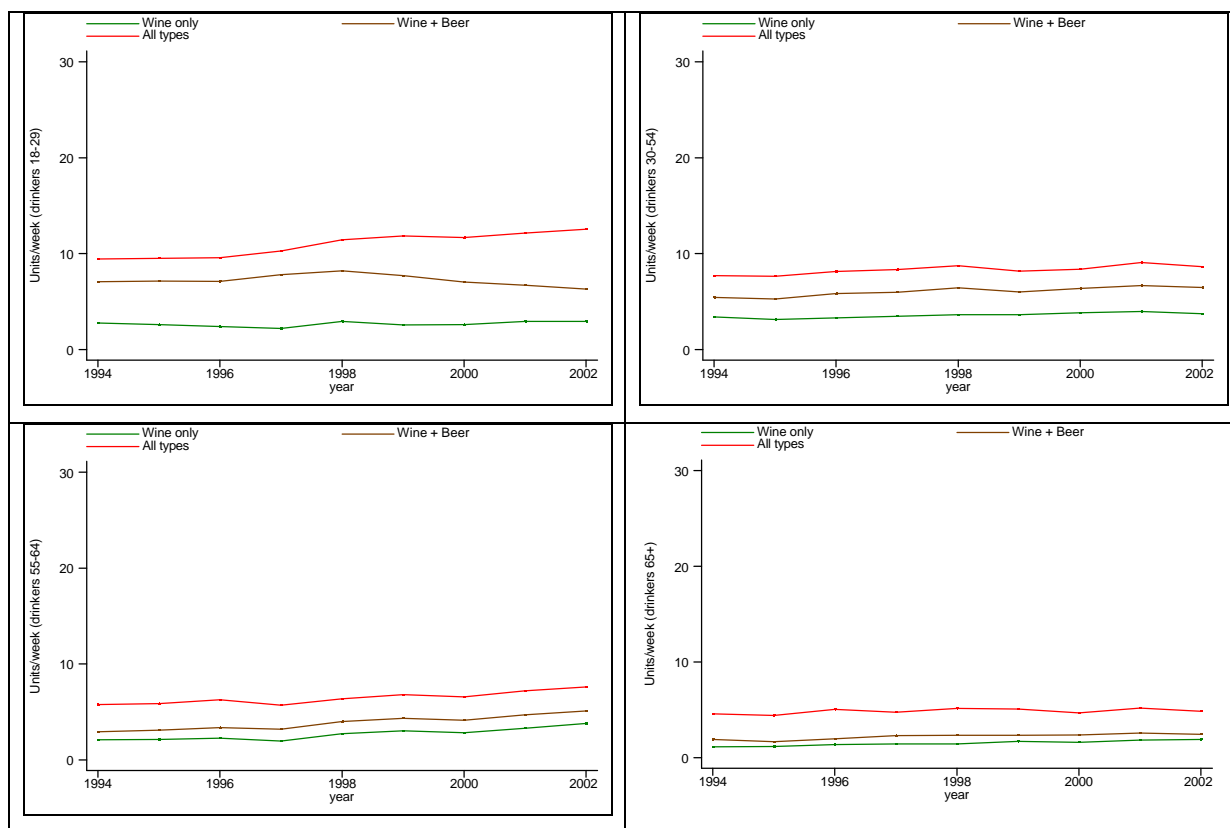 Wine only Wine + Beer
All types
30
20
10
0
Units/week (drinkers 18-29)
1994 1996 1998 2000 2002
year
Wine only Wine + Beer
All types
30
20
10
0
Units/week (drinkers 30-54)
1994 1996 1998 2000 2002
year
Wine only Wine + Beer
All types
30
20
10
0
Units/week (drinkers 55-64)
1994 1996 1998 2000 2002
year
Wine only Wine + Beer
All types
30
20
10
0
Units/week (drinkers 65+)
1994 1996 1998 2000 2002
year